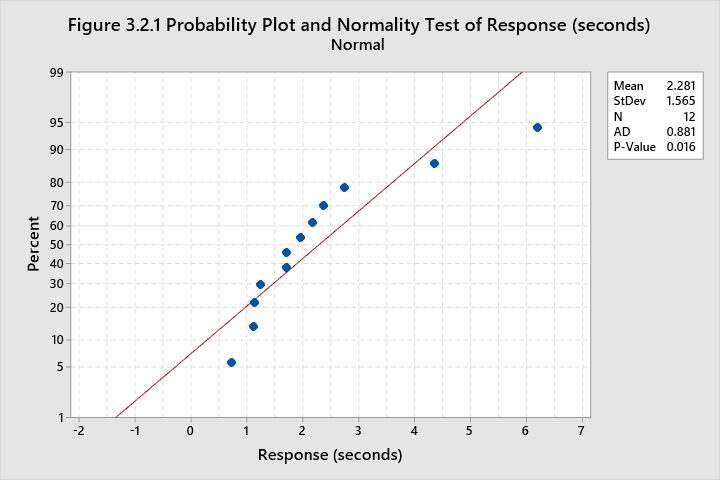 Figure 3.2.1 Probability Plot and Normality Test of Response (seconds)
Normal
Mean 2.281
StDev 1.565
N 12
AD 0.881
P-Value 0.016
Percent
99
95
90
80
70
60
50
40
30
20
10
5
1
-2 -1 0 1 2 3 4 5 6 7
Response (seconds)